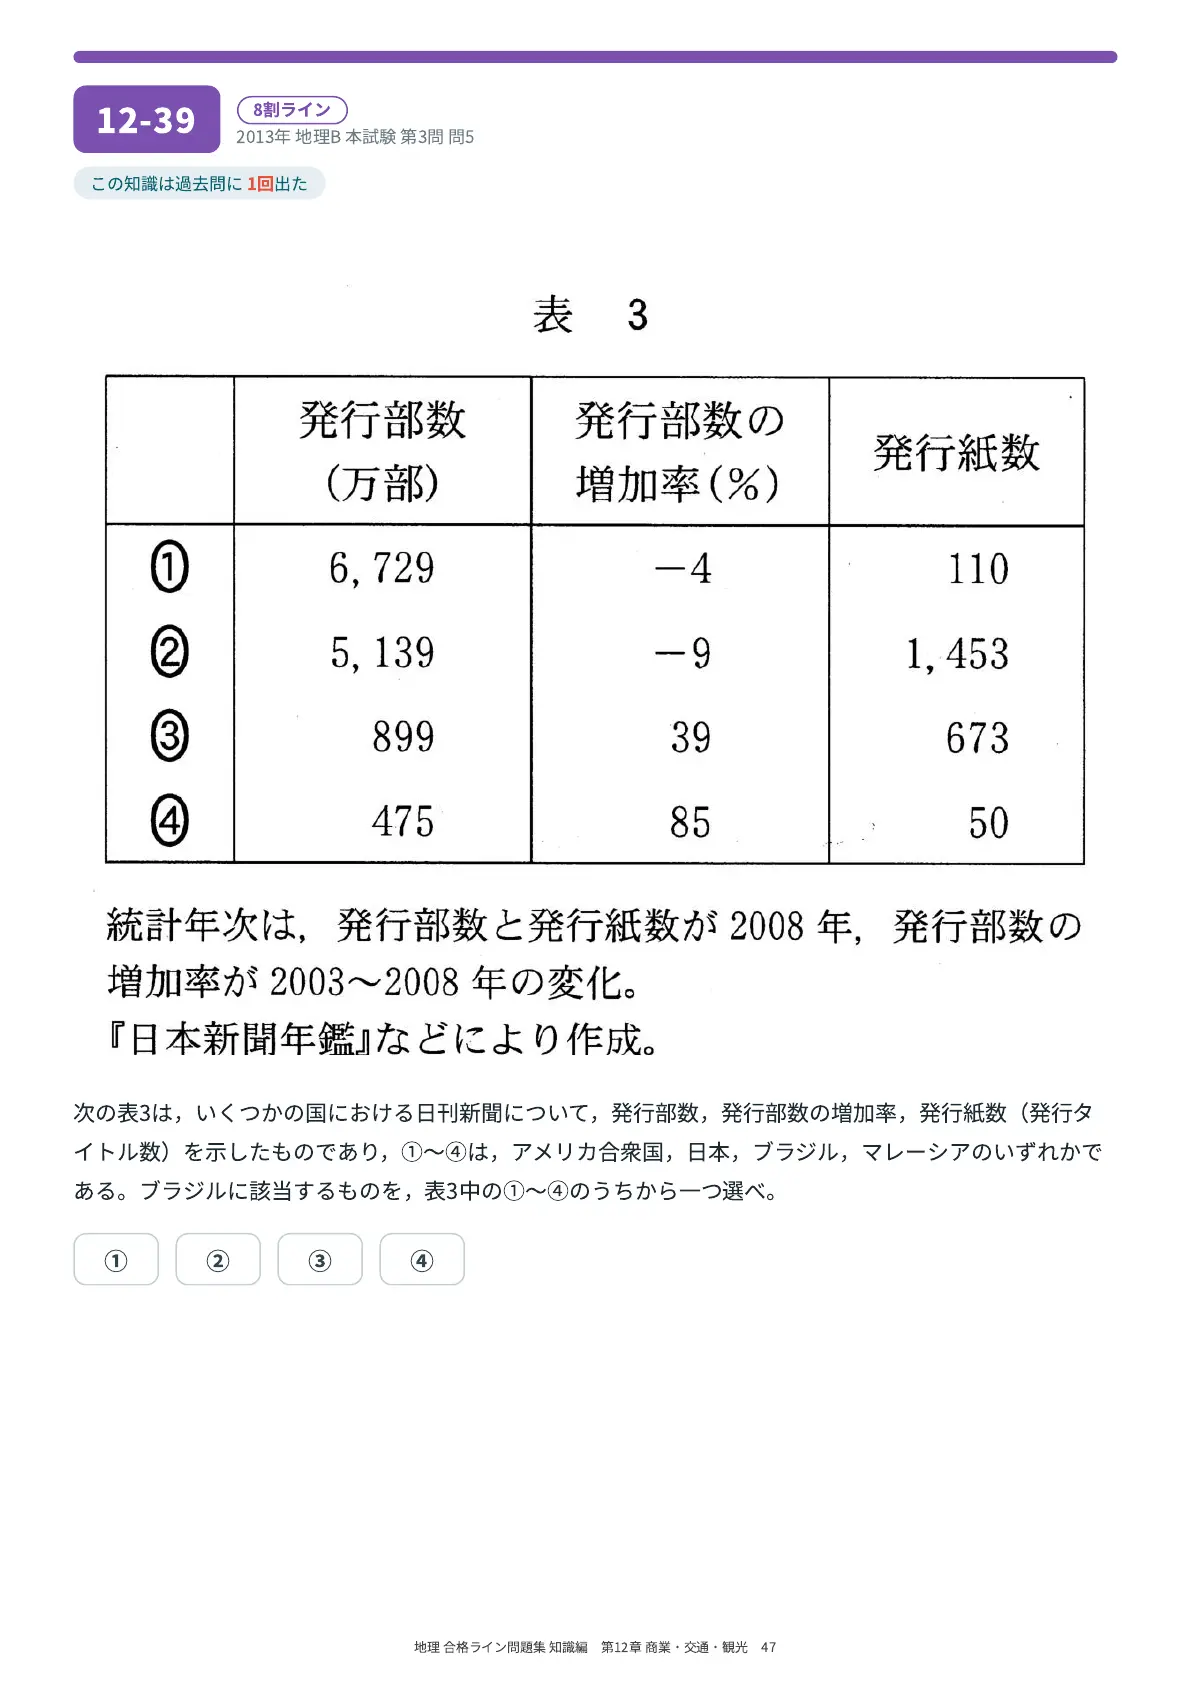 12-39
8割ライン
2013年 地理B 本試験 第3問 問5
この知識は過去問に 1回出た
表 3
発行部数（万部） 発行部数の増加率(％) 発行紙数
① 6,729 －4 110
② 5,139 －9 1,453
③ 899 39 673
④ 475 85 50
統計年次は，発行部数と発行紙数が 2008 年，発行部数の
増加率が 2003～2008 年の変化。
『日本新聞年鑑』などにより作成。
次の表3は，いくつかの国における日刊新聞について，発行部数，発行部数の増加率，発行紙数（発行タ
イトル数）を示したものであり，①～④は，アメリカ合衆国，日本，ブラジル，マレーシアのいずれかで
ある。ブラジルに該当するものを，表3中の①～④のうちから一つ選べ。
① ② ③ ④
地理 合格ライン問題集 知識編 第12章 商業・交通・観光 47